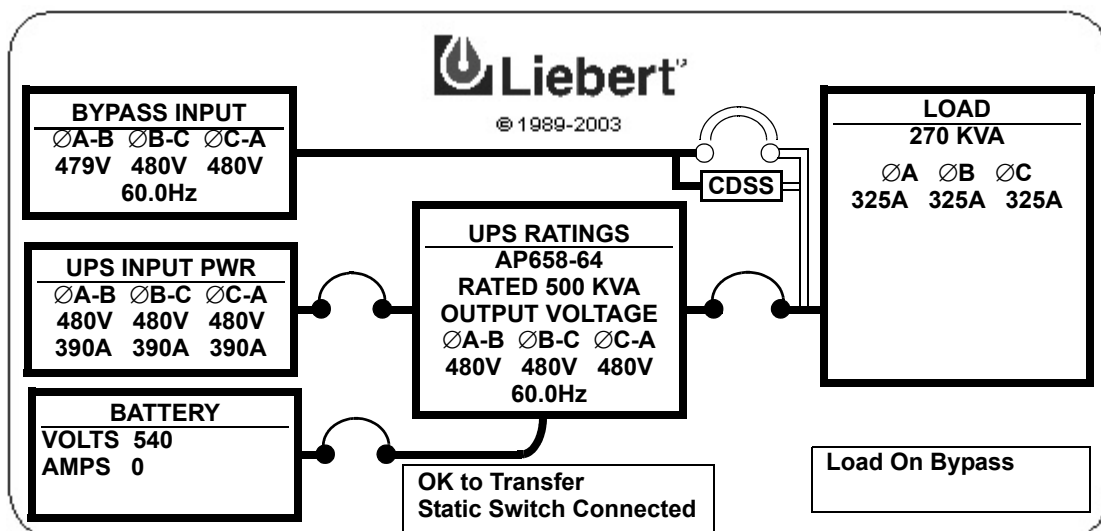 Liebert
© 1989-2003
BYPASS INPUT
∅A-B ∅B-C ∅C-A
479V 480V 480V
60.0Hz
UPS INPUT PWR
∅A-B ∅B-C ∅C-A
480V 480V 480V
390A 390A 390A
BATTERY
VOLTS 540
AMPS 0
CDSS
UPS RATINGS
AP658-64
RATED 500 KVA
OUTPUT VOLTAGE
∅A-B ∅B-C ∅C-A
480V 480V 480V
60.0Hz
LOAD
270 KVA
∅A ∅B ∅C
325A 325A 325A
OK to Transfer
Static Switch Connected
Load On Bypass